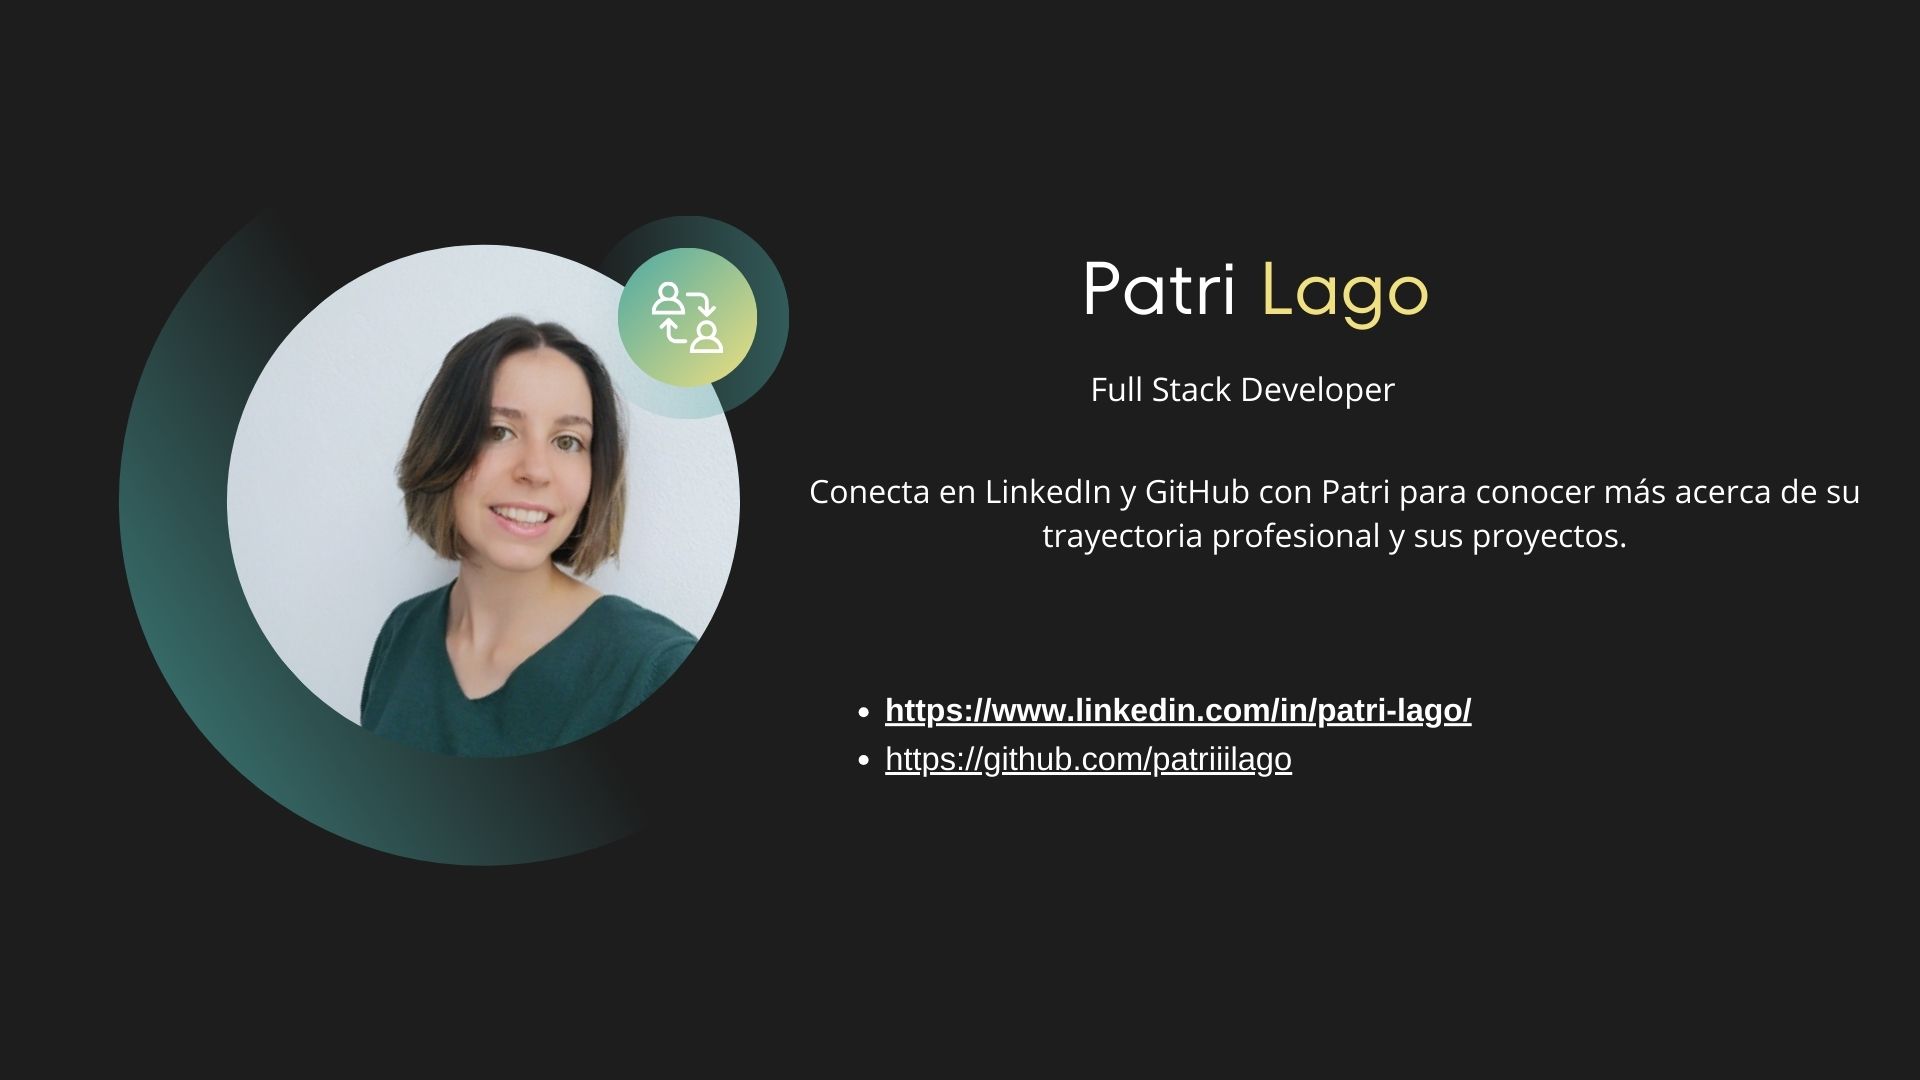 Patri Lago
Full Stack Developer
Conecta en LinkedIn y GitHub con Patri para conocer más acerca de su
trayectoria profesional y sus proyectos.
• https://www.linkedin.com/in/patri-lago/
• https://github.com/patriiilago